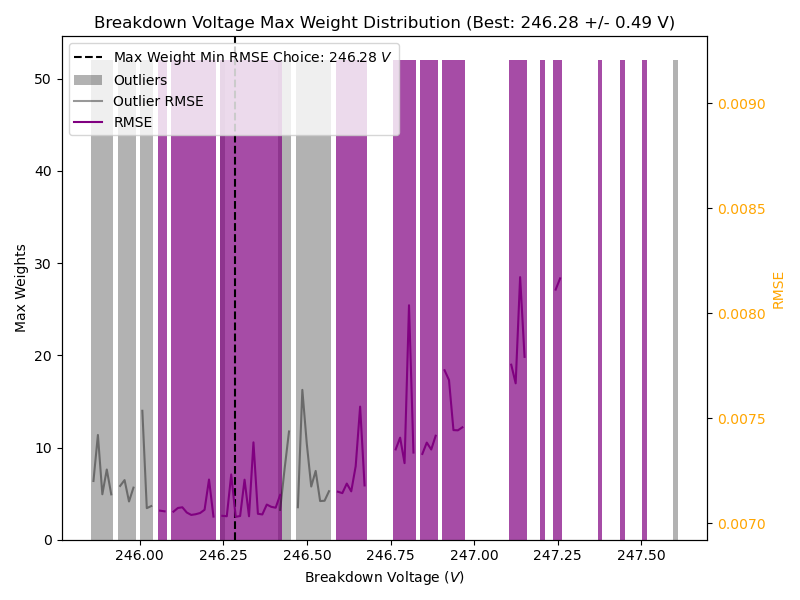 Breakdown Voltage Max Weight Distribution (Best: 246.28 +/- 0.49 V)
Max Weight Min RMSE Choice: 246.28 V
Outliers
Outlier RMSE
RMSE
50
40
30
20
10
0
Max Weights
0.0090
0.0085
0.0080
0.0075
0.0070
RMSE
246.00
246.25
246.50
246.75
247.00
247.25
247.50
Breakdown Voltage (V)